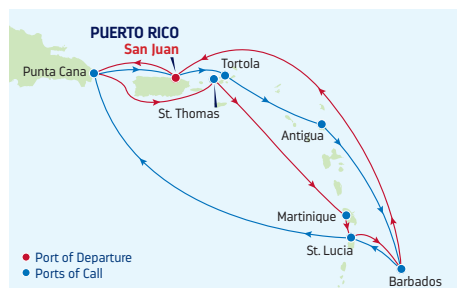 PUERTO RICO
San Juan
Punta Cana
Tortola
St. Thomas
Antigua
Martinique
St. Lucia
Barbados
Port of Departure
Ports of Call